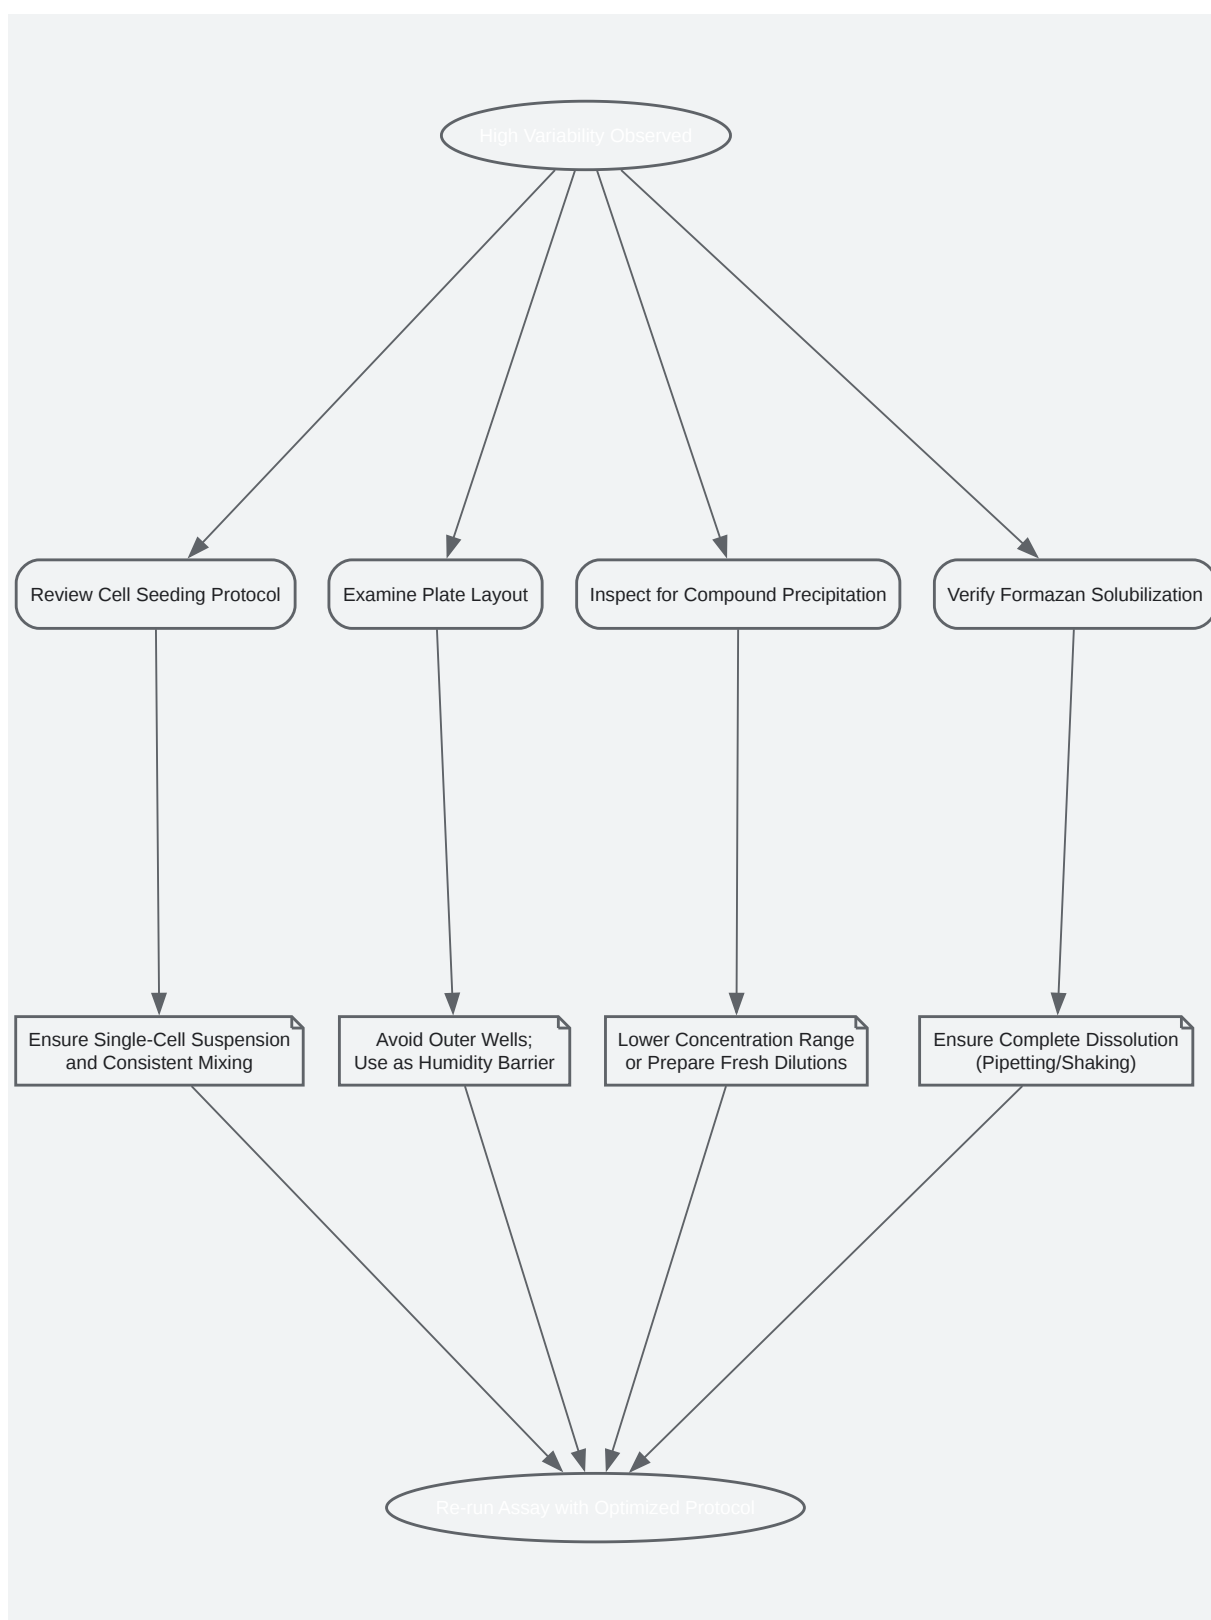 High Variability Observed
Review Cell Seeding Protocol
Examine Plate Layout
Inspect for Compound Precipitation
Verify Formazan Solubilization
Ensure Single-Cell Suspension
and Consistent Mixing
Avoid Outer Wells;
Use as Humidity Barrier
Lower Concentration Range
or Prepare Fresh Dilutions
Ensure Complete Dissolution
(Pipetting/Shaking)
Re-run Assay with Optimized Protocol